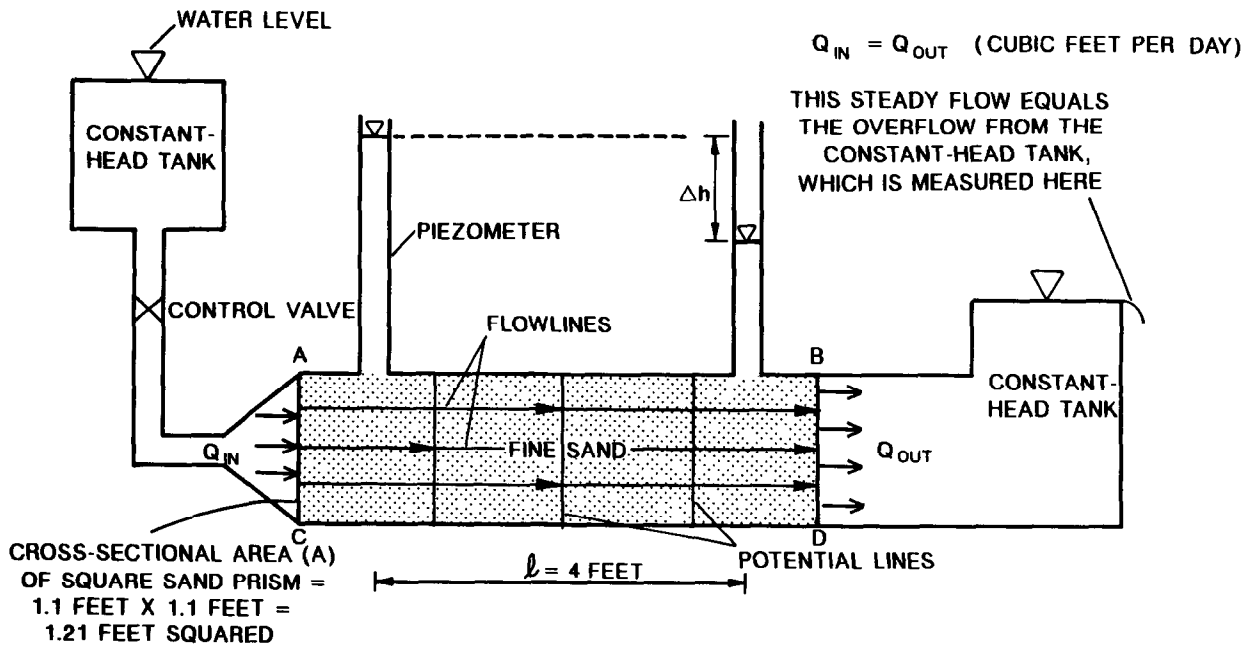 WATER LEVEL
Q IN = Q OUT (CUBIC FEET PER DAY)
THIS STEADY FLOW EQUALS
THE OVERFLOW FROM THE
CONSTANT-HEAD TANK,
WHICH IS MEASURED HERE
CONSTANT-
HEAD TANK
Δh
PIEZOMETER
CONTROL VALVE
FLOWLINES
A
B
CONSTANT-
HEAD TANK
Q IN
FINE SAND
Q OUT
C
D
CROSS-SECTIONAL AREA (A)
OF SQUARE SAND PRISM =
1.1 FEET X 1.1 FEET =
1.21 FEET SQUARED
ℓ = 4 FEET
POTENTIAL LINES